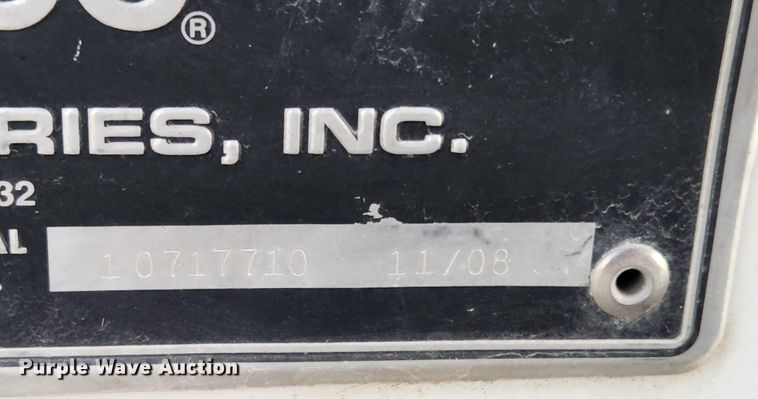 ®
RIES, INC.
32
AL
10717710 11/08
Purple Wave Auction